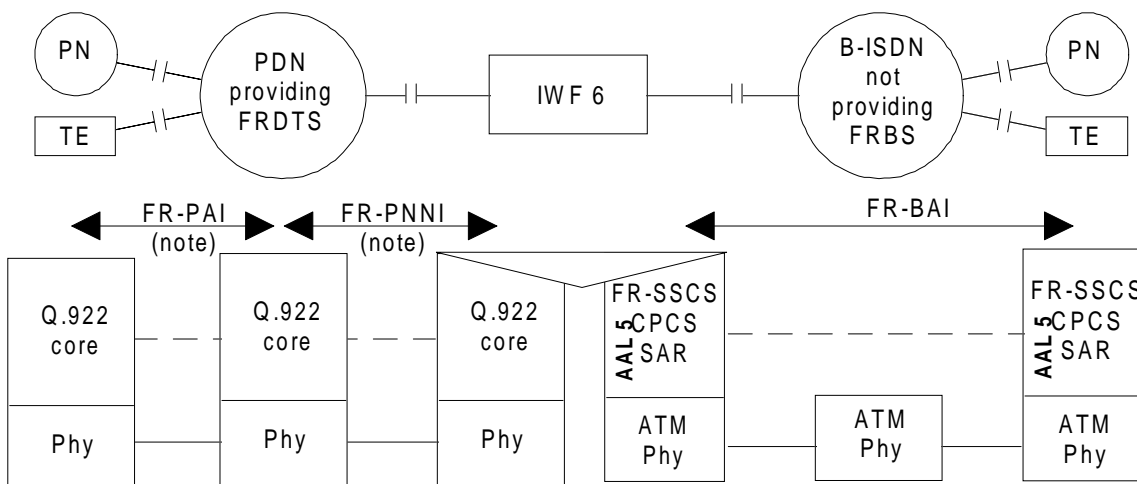 PN
TE
PDN
providing
FRDTS
IWF 6
B-ISDN
not
providing
FRBS
PN
TE
FR-PAI
(note)
FR-PNNI
(note)
FR-BAI
Q.922
core
Phy
Q.922
core
Phy
Q.922
core
Phy
FR-SSCS
CPCS
SAR
AAL 5
ATM
Phy
ATM
Phy
FR-SSCS
CPCS
SAR
AAL 5
ATM
Phy